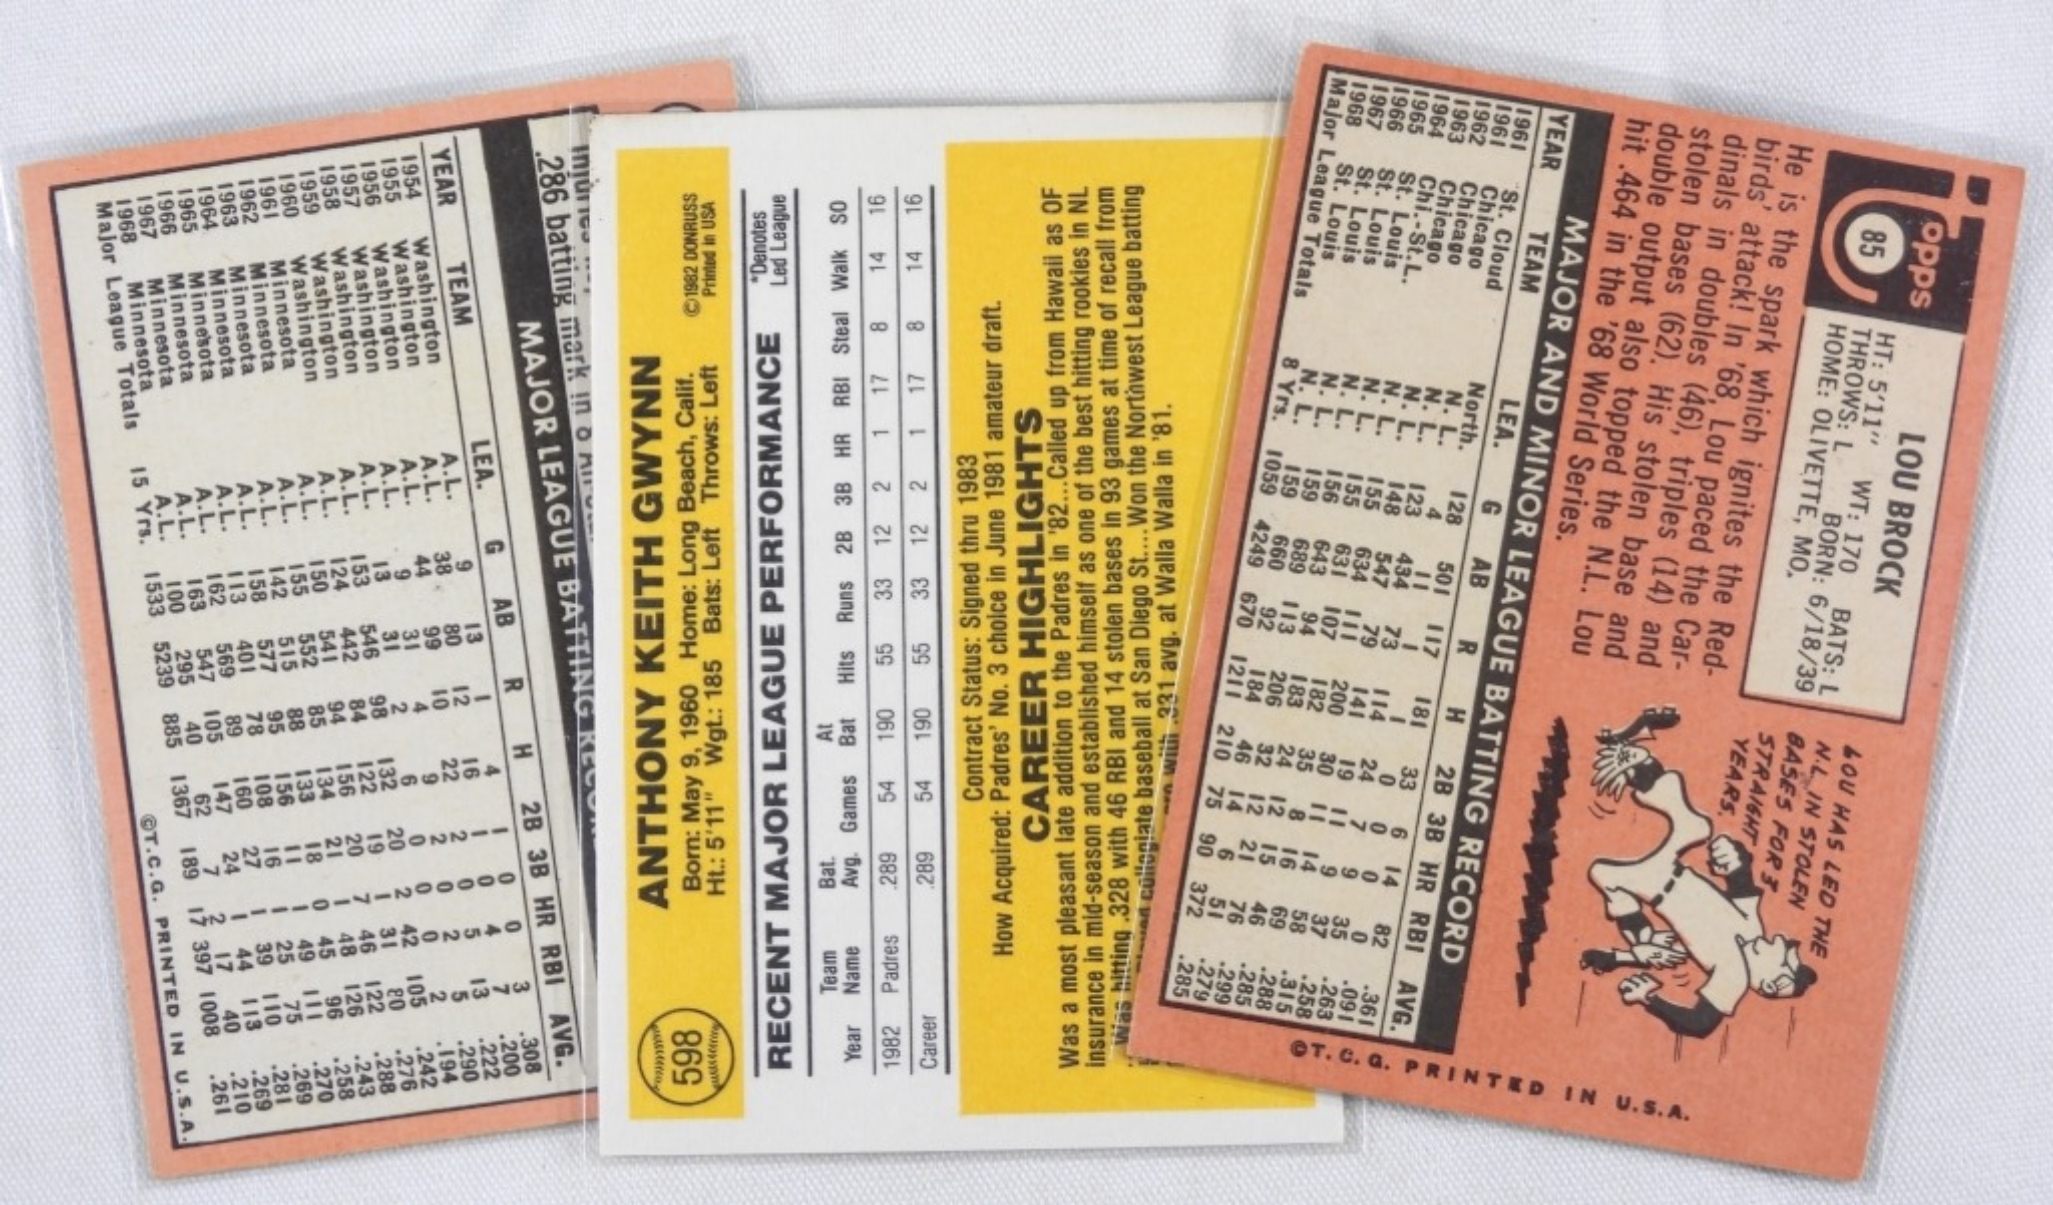 .286 batting mark in 8 All
MAJOR LEAGUE BATTING RECORD
YEAR TEAM LEA. G AB R H 2B 3B HR RBI AVG.
1954 Washington A.L. 9 13 1 4 1 0 0 3 .308
1955 Washington A.L. 38 80 12 16 1 0 4 7 .200
1956 Washington A.L. 44 99 10 22 2 0 5 13 .222
1957 Washington A.L. 9 31 4 9 2 0 2 5 .290
1958 Washington A.L. 13 31 2 6 0 0 0 2 .194
1959 Washington A.L. 153 546 98 132 20 2 42 105 .242
1960 Washington A.L. 124 442 84 122 19 1 31 80 .276
1961 Minnesota A.L. 150 541 94 156 20 7 46 122 .288
1962 Minnesota A.L. 155 552 85 134 21 1 48 126 .243
1963 Minnesota A.L. 142 515 88 133 18 0 45 96 .258
1964 Minnesota A.L. 158 577 95 156 11 1 49 111 .270
1965 Minnesota A.L. 113 401 78 108 16 1 25 75 .269
1966 Minnesota A.L. 162 569 89 160 27 1 39 110 .281
1967 Minnesota A.L. 163 547 105 147 24 1 44 113 .269
1968 Minnesota A.L. 100 295 40 62 7 2 17 40 .210
Major League Totals 15 Yrs. 1533 5239 885 1367 189 17 397 1008 .261
©T.C.G. PRINTED IN U.S.A.
598
ANTHONY KEITH GWYNN
©1982 DONRUSS
Printed in USA
Born: May 9, 1960 Home: Long Beach, Calif.
Ht.: 5'11" Wgt.: 185 Bats: Left Throws: Left
RECENT MAJOR LEAGUE PERFORMANCE
*Denotes
Led League
Year Team Name Bat. Avg. Games At Bat Hits Runs 2B 3B HR RBI Steal Walk SO
1982 Padres .289 54 190 55 33 12 2 1 17 8 14 16
Career .289 54 190 55 33 12 2 1 17 8 14 16
Contract Status: Signed thru 1983
How Acquired: Padres' No. 3 choice in June 1981 amateur draft.
CAREER HIGHLIGHTS
Was a most pleasant late addition to the Padres in '82...Called up from Hawaii as OF
insurance in mid-season and established himself as one of the best hitting rookies in NL
...Was hitting .328 with 46 RBI and 14 stolen bases in 93 games at time of recall from
collegiate baseball at San Diego St.... Won the Northwest League batting
with .331 avg. at Walla Walla in '81.
Topps
85
LOU BROCK
HT: 5'11" WT: 170 BATS: L
THROWS: L BORN: 6/18/39
HOME: OLIVETTE, MO.
He is the spark which ignites the Red-
birds' attack! In '68, Lou paced the Car-
dinals in doubles (46), triples (14) and
stolen bases (62). His stolen base and
double output also topped the N.L. Lou
hit .464 in the '68 World Series.
LOU HAS LED THE
N.L. IN STOLEN
BASES FOR 3
STRAIGHT
YEARS.
MAJOR AND MINOR LEAGUE BATTING RECORD
YEAR TEAM LEA. G AB R H 2B 3B HR RBI AVG.
1961 St. Cloud North. 128 501 117 181 33 6 14 82 .361
1961 Chicago N.L. 4 11 1 1 0 0 0 0 .091
1962 Chicago N.L. 123 434 73 114 24 7 9 35 .263
1963 Chicago N.L. 148 547 79 141 19 11 9 37 .258
1964 Chi.-St.L. N.L. 155 634 111 200 30 11 14 58 .315
1965 St. Louis N.L. 155 631 107 182 35 8 16 69 .288
1966 St. Louis N.L. 156 643 94 183 24 12 15 46 .285
1967 St. Louis N.L. 159 689 113 206 32 12 21 76 .299
1968 St. Louis N.L. 159 660 92 184 46 14 6 51 .279
Major League Totals 8 Yrs. 1059 4249 670 1211 210 75 90 372 .285
©T.C.G. PRINTED IN U.S.A.